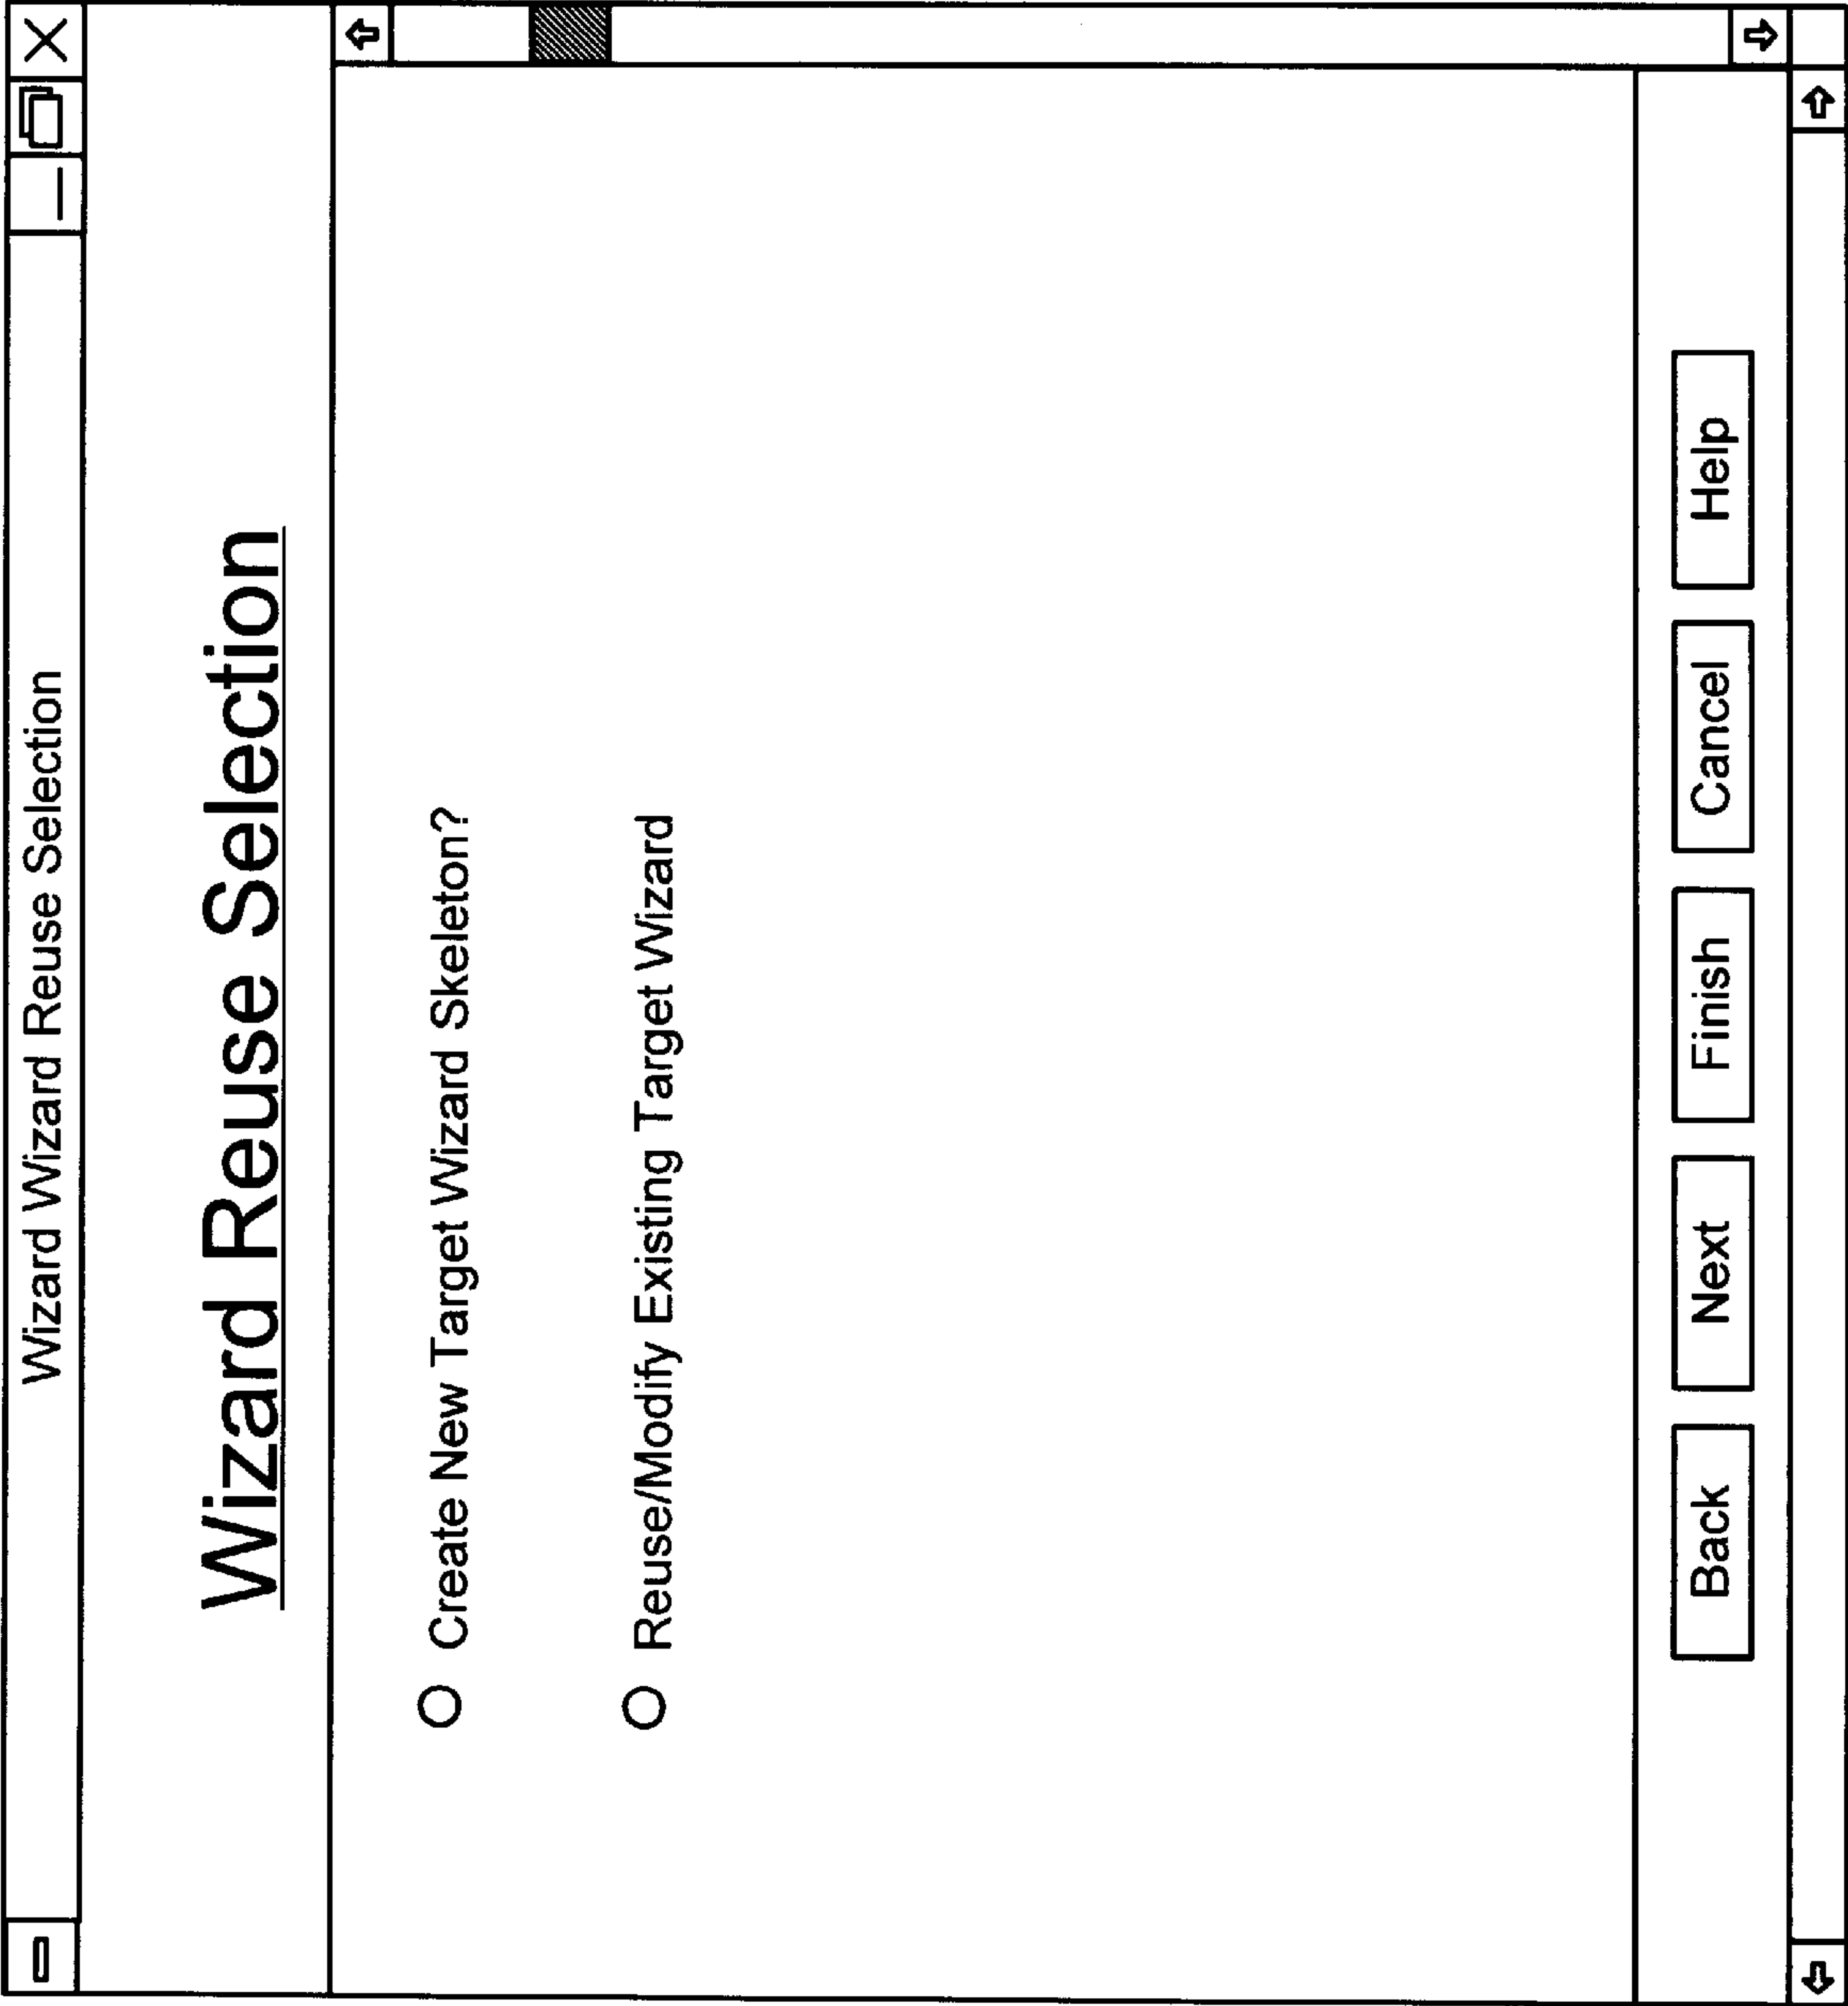 Wizard Wizard Reuse Selection
Wizard Reuse Selection
Create New Target Wizard Skeleton?
Reuse/Modify Existing Target Wizard
Back Next Finish Cancel Help